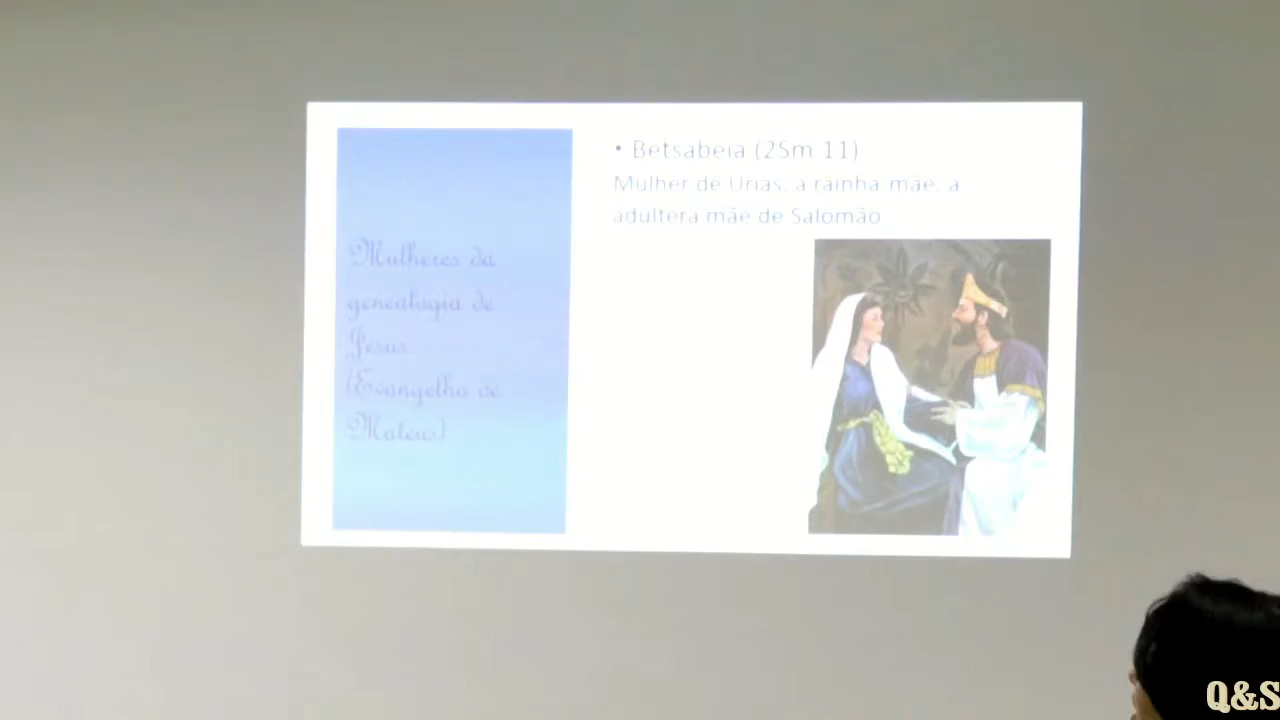 Mulheres da
genealogia de
Jesus
(Evangelho de
Mateus)
• Betsabeia (2Sm 11)
Mulher de Urias, a rainha mãe, a
adultera mãe de Salomão
Q&S